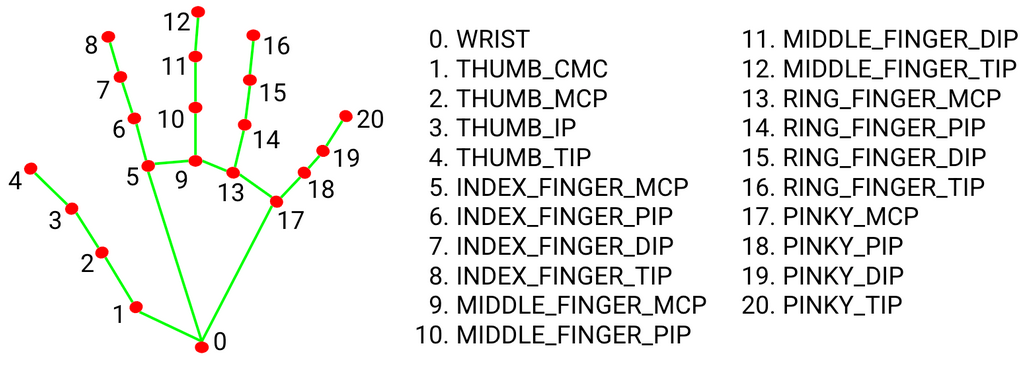 12
8
16
11
7
15
10
6
14
20
19
5
9
13
18
4
17
3
2
1
0
0. WRIST
1. THUMB_CMC
2. THUMB_MCP
3. THUMB_IP
4. THUMB_TIP
5. INDEX_FINGER_MCP
6. INDEX_FINGER_PIP
7. INDEX_FINGER_DIP
8. INDEX_FINGER_TIP
9. MIDDLE_FINGER_MCP
10. MIDDLE_FINGER_PIP
11. MIDDLE_FINGER_DIP
12. MIDDLE_FINGER_TIP
13. RING_FINGER_MCP
14. RING_FINGER_PIP
15. RING_FINGER_DIP
16. RING_FINGER_TIP
17. PINKY_MCP
18. PINKY_PIP
19. PINKY_DIP
20. PINKY_TIP